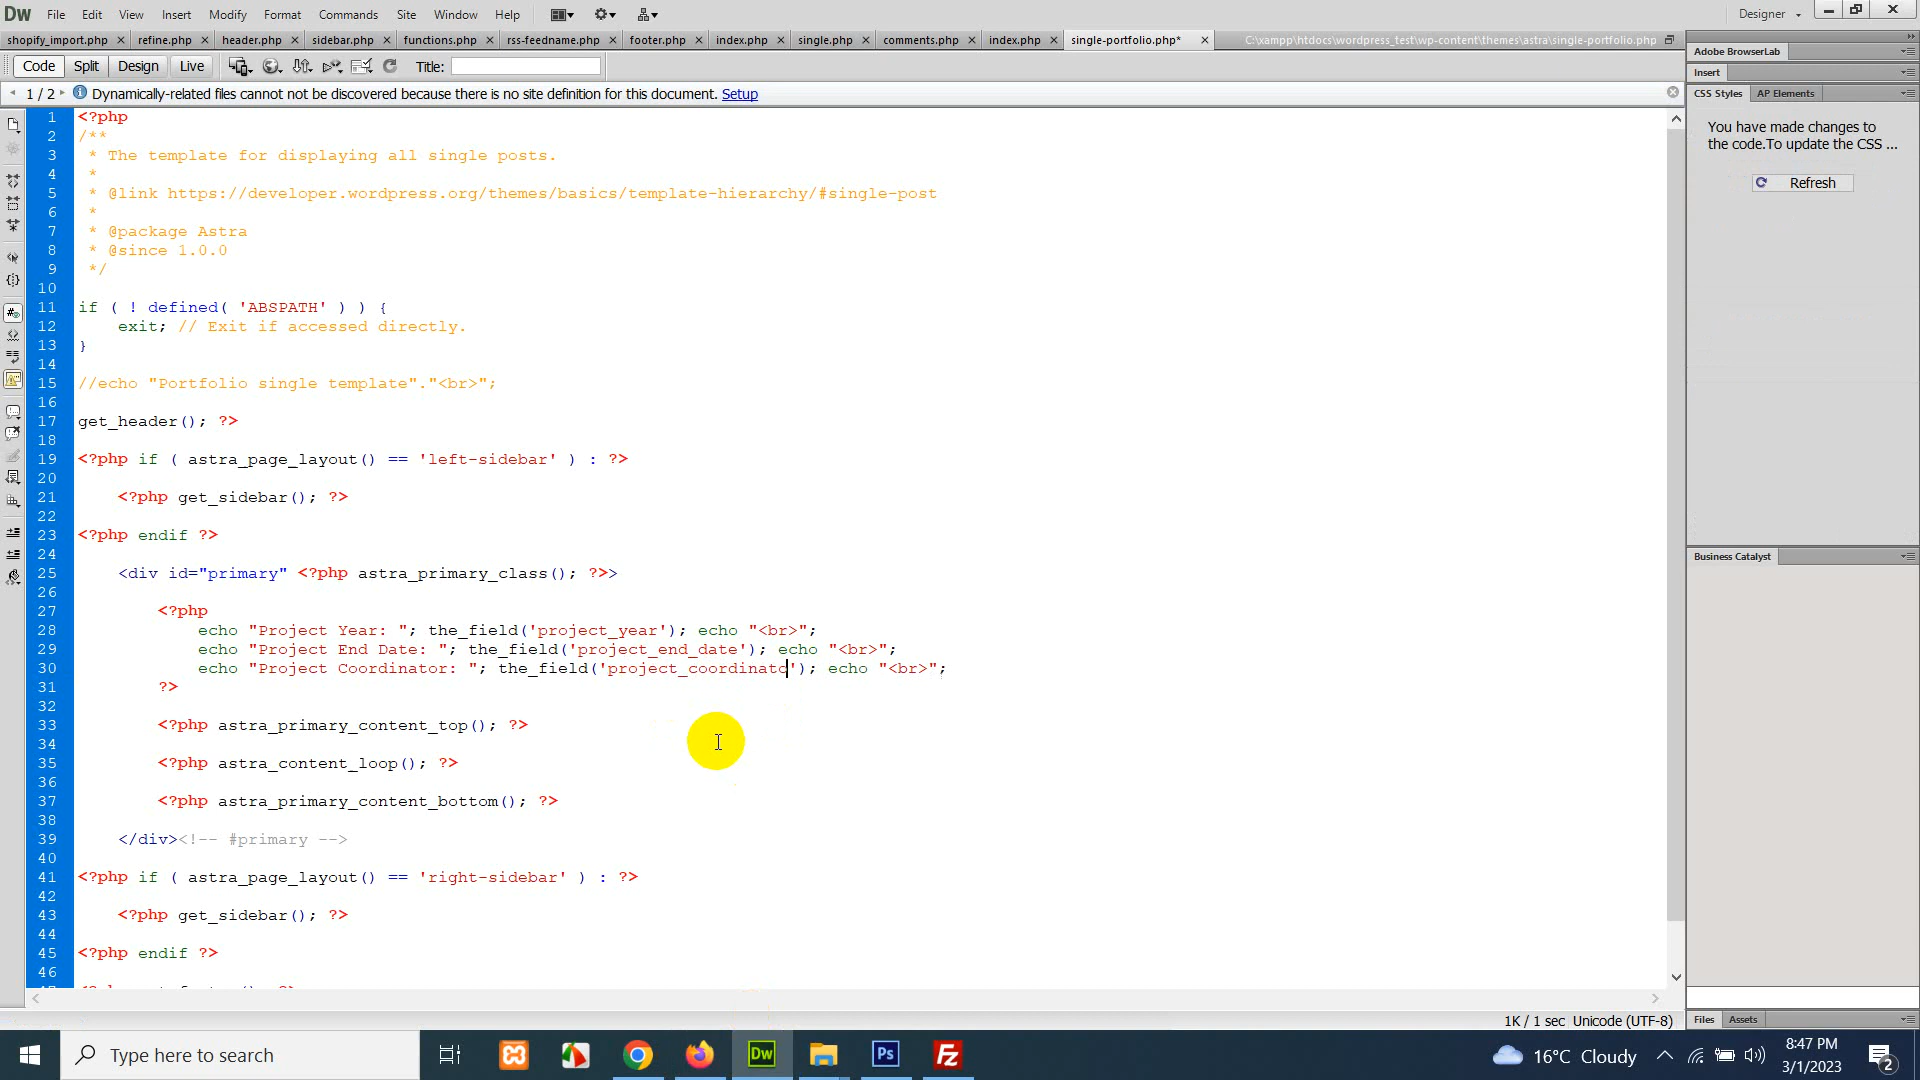 Dw File Edit View Insert Modify Format Commands Site Window Help Designer
shopify_import.php refine.php header.php sidebar.php functions.php rss-feedname.php footer.php index.php single.php comments.php index.php single-portfolio.php* C:\xampp\htdocs\wordpress_test\wp-content\themes\astra\single-portfolio.php
Code Split Design Live Title:
1 / 2 Dynamically-related files cannot not be discovered because there is no site definition for this document. Setup
1 <?php
2 /**
3 * The template for displaying all single posts.
4 *
5 * @link https://developer.wordpress.org/themes/basics/template-hierarchy/#single-post
6 *
7 * @package Astra
8 * @since 1.0.0
9 */
10
11 if ( ! defined( 'ABSPATH' ) ) {
12 exit; // Exit if accessed directly.
13 }
14
15 //echo "Portfolio single template"."<br>";
16
17 get_header(); ?>
18
19 <?php if ( astra_page_layout() == 'left-sidebar' ) : ?>
20
21 <?php get_sidebar(); ?>
22
23 <?php endif ?>
24
25 <div id="primary" <?php astra_primary_class(); ?>>
26
27 <?php
28 echo "Project Year: "; the_field('project_year'); echo "<br>";
29 echo "Project End Date: "; the_field('project_end_date'); echo "<br>";
30 echo "Project Coordinator: "; the_field('project_coordinato'); echo "<br>";
31 ?>
32
33 <?php astra_primary_content_top(); ?>
34
35 <?php astra_content_loop(); ?>
36
37 <?php astra_primary_content_bottom(); ?>
38
39 </div><!-- #primary -->
40
41 <?php if ( astra_page_layout() == 'right-sidebar' ) : ?>
42
43 <?php get_sidebar(); ?>
44
45 <?php endif ?>
46
1K / 1 sec Unicode (UTF-8)
Adobe BrowserLab
Insert
CSS Styles AP Elements
You have made changes to
the code.To update the CSS ...
Refresh
Business Catalyst
Files Assets
Type here to search
Dw
Ps
Fz
16°C Cloudy
8:47 PM
3/1/2023
2